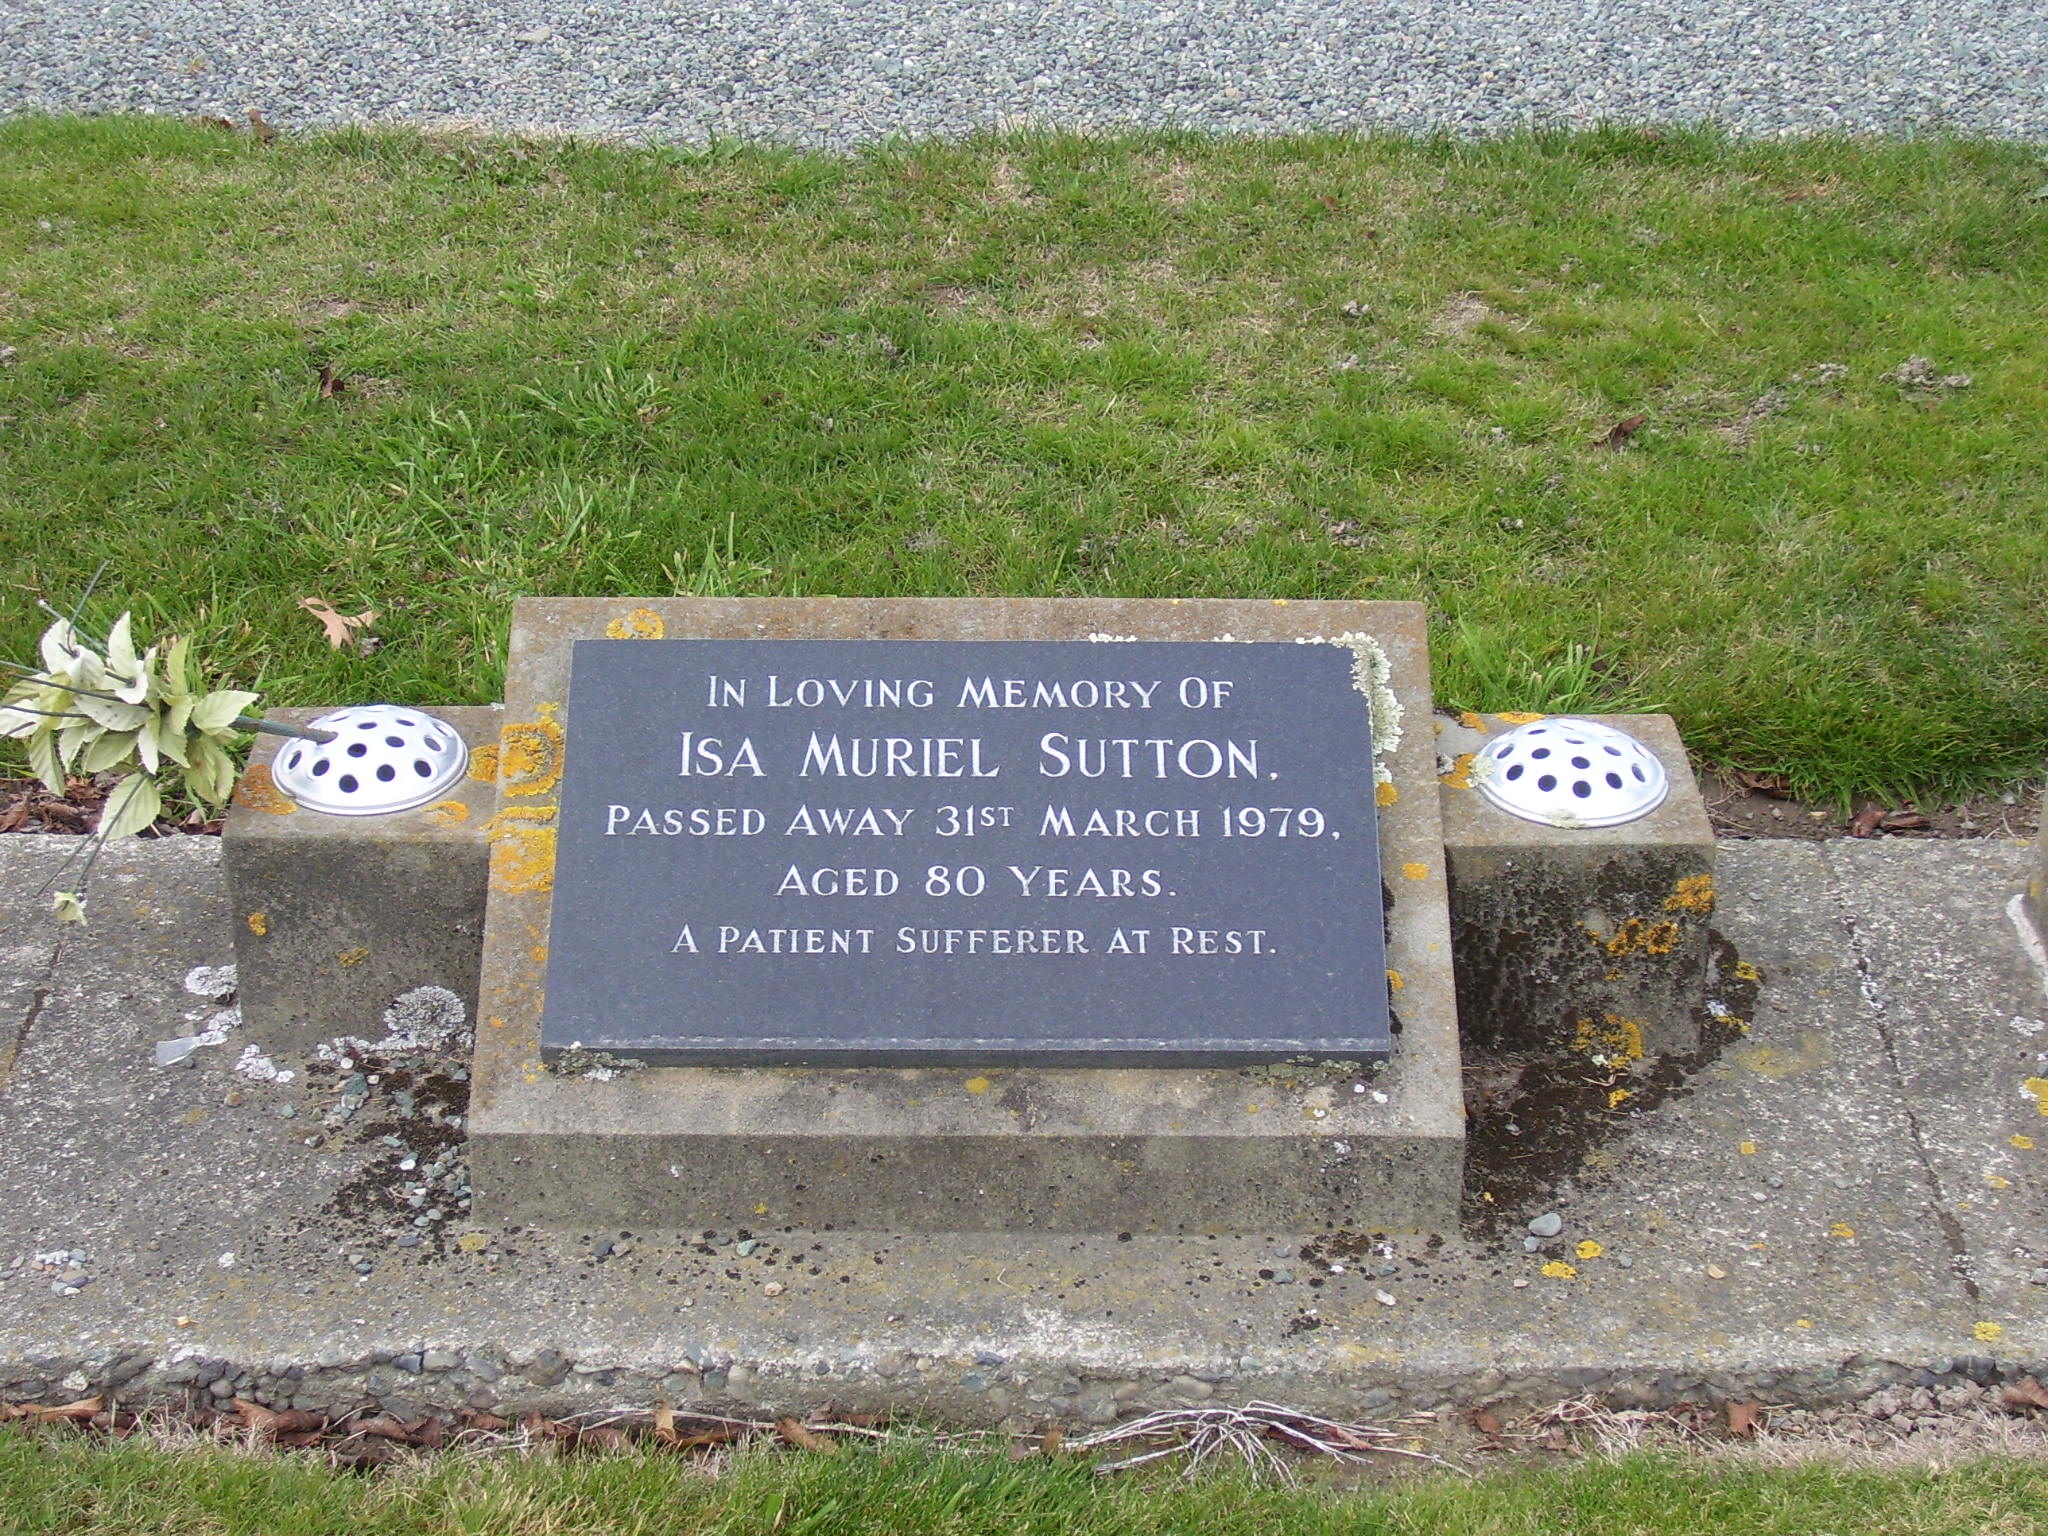 In Loving Memory Of
Isa Muriel Sutton.
Passed Away 31st March 1979,
Aged 80 Years.
A Patient Sufferer At Rest.